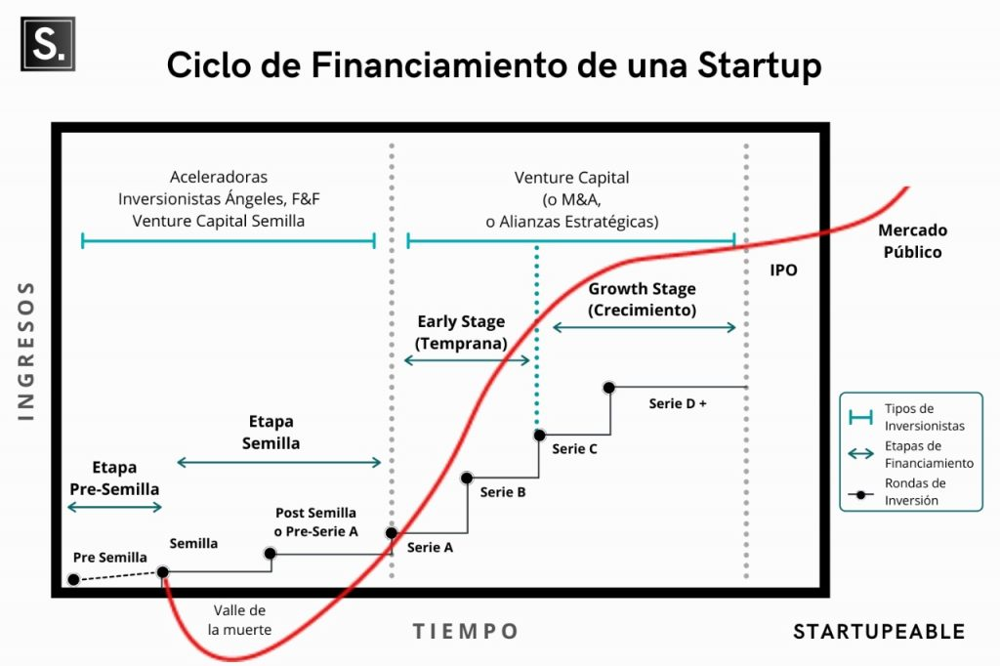 S.
Ciclo de Financiamiento de una Startup
Aceleradoras
Inversionistas Ángeles, F&F
Venture Capital Semilla
Venture Capital
(o M&A,
o Alianzas Estratégicas)
Mercado
Público
IPO
Growth Stage
(Crecimiento)
Early Stage
(Temprana)
INGRESOS
Serie D +
Tipos de
Inversionistas
Etapas de
Financiamiento
Rondas de
Inversión
Etapa
Semilla
Serie C
Etapa
Pre-Semilla
Serie B
Post Semilla
o Pre-Serie A
Semilla
Serie A
Pre Semilla
Valle de
la muerte
TIEMPO
STARTUPEABLE